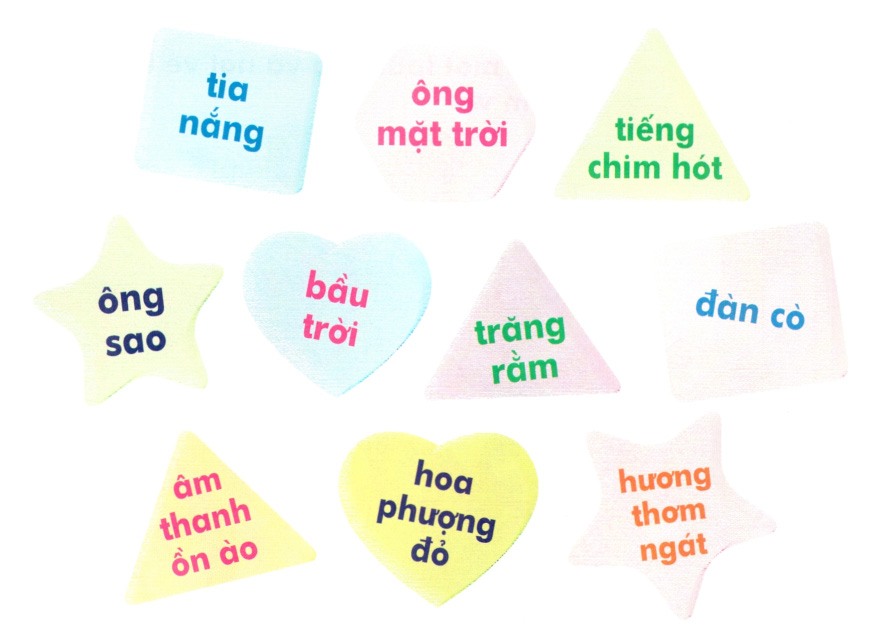 tia
nắng
ông
mặt trời
tiếng
chim hót
ông
sao
bầu
trời
trăng
rằm
đàn cò
âm
thanh
ồn ào
hoa
phượng
đỏ
hương
thơm
ngát